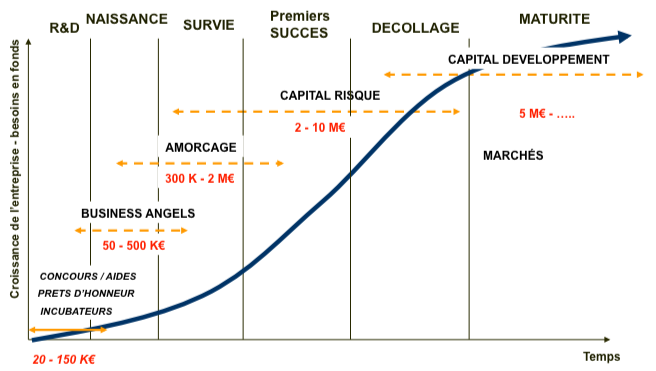 R&D
NAISSANCE
SURVIE
Premiers
SUCCES
DECOLLAGE
MATURITE
Croissance de l'entreprise - besoins en fonds
CAPITAL DEVELOPPEMENT
5 M€ - .....
CAPITAL RISQUE
2 - 10 M€
MARCHÉS
AMORCAGE
300 K - 2 M€
BUSINESS ANGELS
50 - 500 K€
CONCOURS / AIDES
PRETS D'HONNEUR
INCUBATEURS
20 - 150 K€
Temps